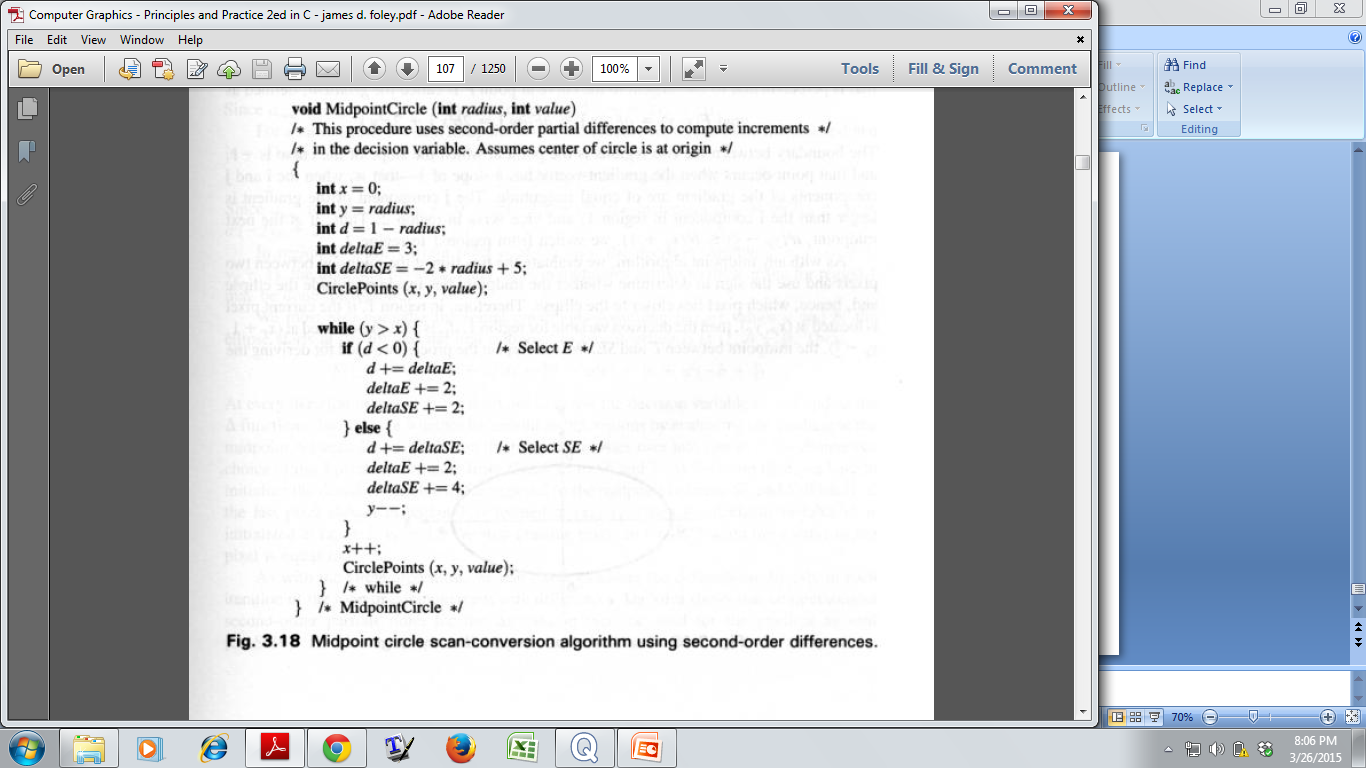 Computer Graphics - Principles and Practice 2ed in C - james d. foley.pdf - Adobe Reader
File Edit View Window Help
Open 107 / 1250 100% Tools Fill & Sign Comment
Find
Replace
Select
Editing
void MidpointCircle (int radius, int value)
/* This procedure uses second-order partial differences to compute increments */
/* in the decision variable. Assumes center of circle is at origin */
{
int x = 0;
int y = radius;
int d = 1 − radius;
int deltaE = 3;
int deltaSE = −2 * radius + 5;
CirclePoints (x, y, value);
while (y > x) {
if (d < 0) { /* Select E */
d += deltaE;
deltaE += 2;
deltaSE += 2;
} else {
d += deltaSE; /* Select SE */
deltaE += 2;
deltaSE += 4;
y−−;
}
x++;
CirclePoints (x, y, value);
} /* while */
} /* MidpointCircle */
Fig. 3.18 Midpoint circle scan-conversion algorithm using second-order differences.
70%
8:06 PM
3/26/2015